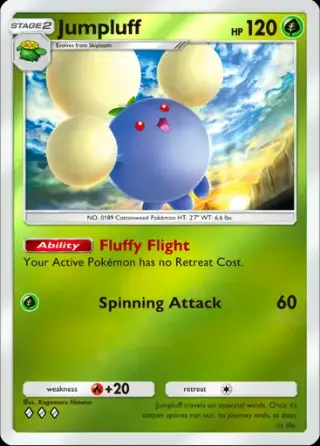 STAGE 2
Jumpluff
HP 120
Evolves from Skiploom
NO. 0189 Cottonweed Pokémon HT: 2'7" WT: 6.6 lbs.
Ability Fluffy Flight
Your Active Pokémon has no Retreat Cost.
Spinning Attack 60
weakness +20 retreat
Illus. Kagemaru Himeno
Jumpluff travels on seasonal winds. Once its
cotton spores run out, its journey ends, as does
its life.